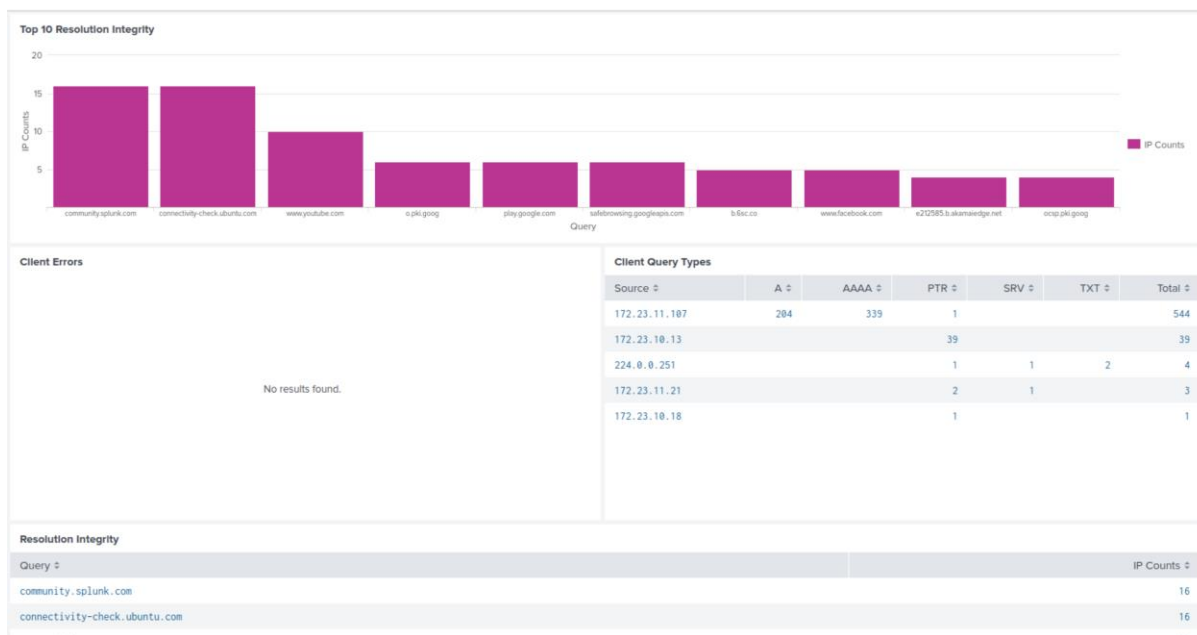 Top 10 Resolution Integrity
20
15
10
5
IP Counts
community.splunk.com connectivity-check.ubuntu.com www.youtube.com o.pki.goog play.google.com safebrowsing.googleapis.com b.6sc.co www.facebook.com e212585.b.akamaiedge.net ocsp.pki.goog
Query
IP Counts
Client Errors
No results found.
Client Query Types
Source A AAAA PTR SRV TXT Total
172.23.11.107 204 339 1 544
172.23.10.13 39 39
224.0.0.251 1 1 2 4
172.23.11.21 2 1 3
172.23.10.18 1 1
Resolution Integrity
Query IP Counts
community.splunk.com 16
connectivity-check.ubuntu.com 16